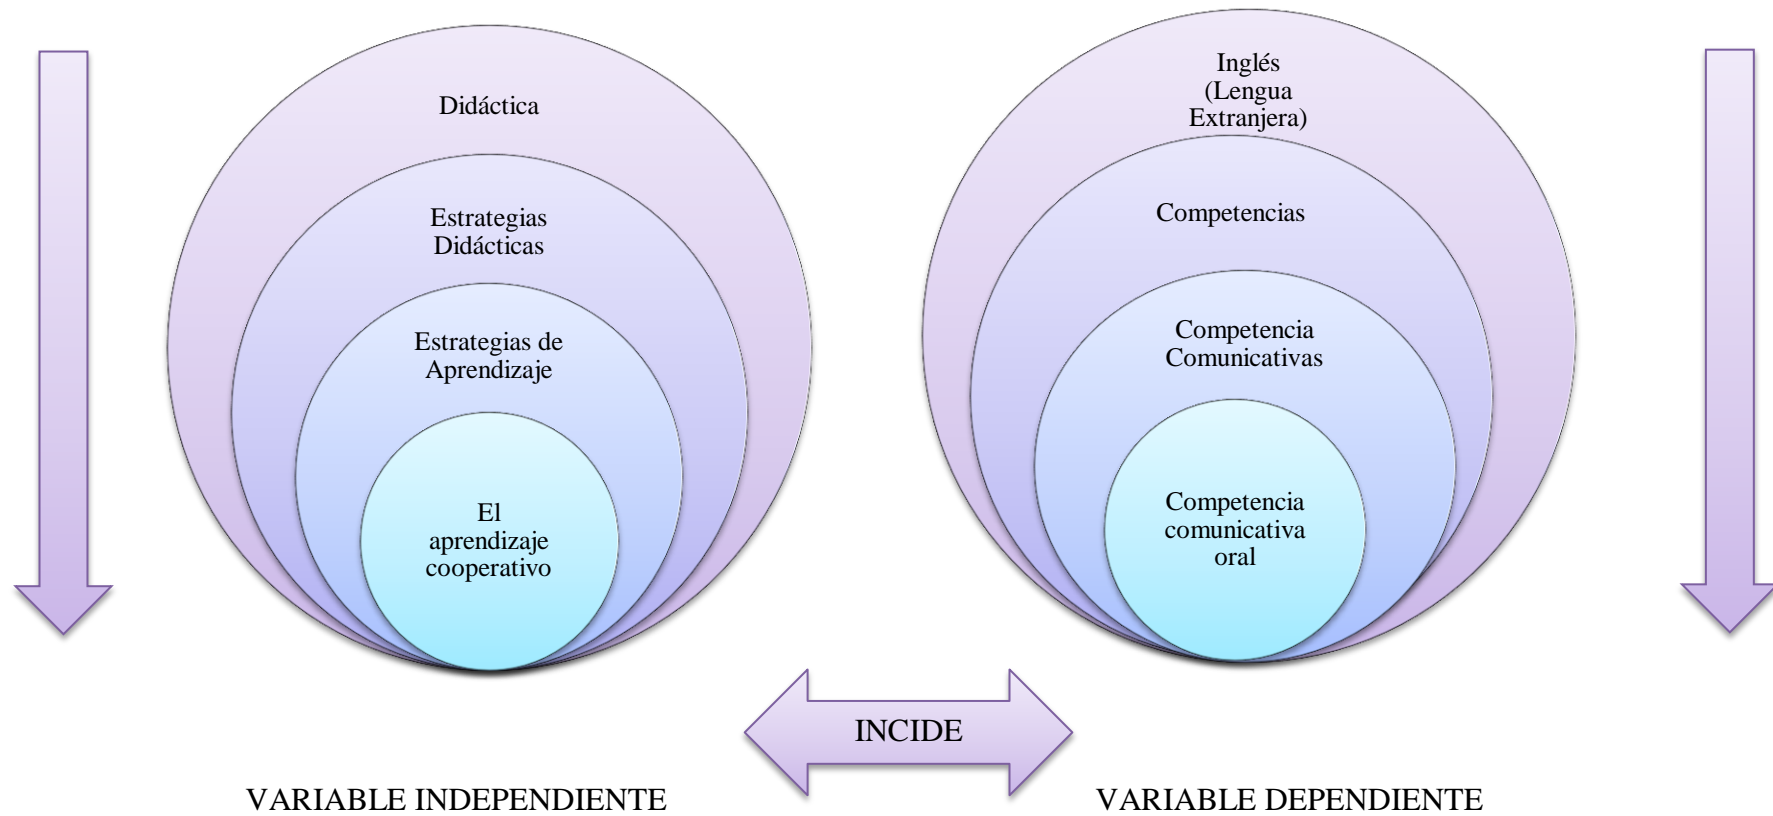 Didáctica
Estrategias
Didácticas
Estrategias de
Aprendizaje
El
aprendizaje
cooperativo
Inglés
(Lengua
Extranjera)
Competencias
Competencia
Comunicativas
Competencia
comunicativa
oral
INCIDE
VARIABLE INDEPENDIENTE
VARIABLE DEPENDIENTE